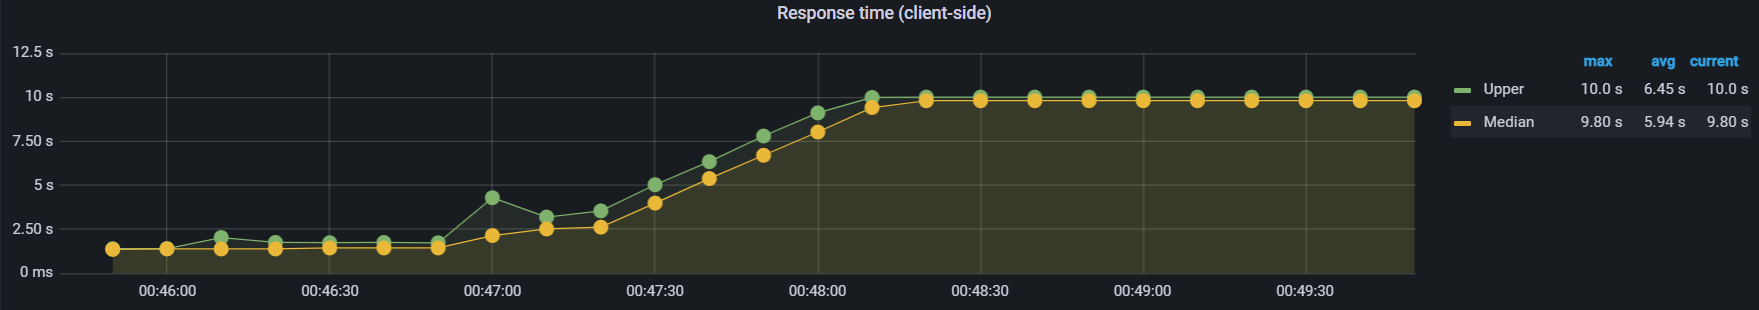 Response time (client-side)
12.5 s
10 s
7.50 s
5 s
2.50 s
0 ms
00:46:00 00:46:30 00:47:00 00:47:30 00:48:00 00:48:30 00:49:00 00:49:30
max avg current
Upper 10.0 s 6.45 s 10.0 s
Median 9.80 s 5.94 s 9.80 s